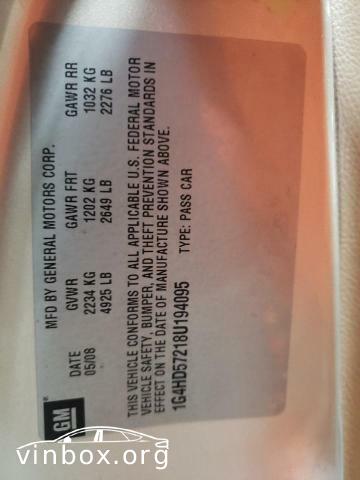 GM
MFD BY GENERAL MOTORS CORP.
DATE GVWR GAWR FRT GAWR RR
05/08 2234 KG 1202 KG 1032 KG
4925 LB 2649 LB 2276 LB
THIS VEHICLE CONFORMS TO ALL APPLICABLE U.S. FEDERAL MOTOR
VEHICLE SAFETY, BUMPER, AND THEFT PREVENTION STANDARDS IN
EFFECT ON THE DATE OF MANUFACTURE SHOWN ABOVE.
1G4HD57218U194095 TYPE: PASS CAR
vinbox.org